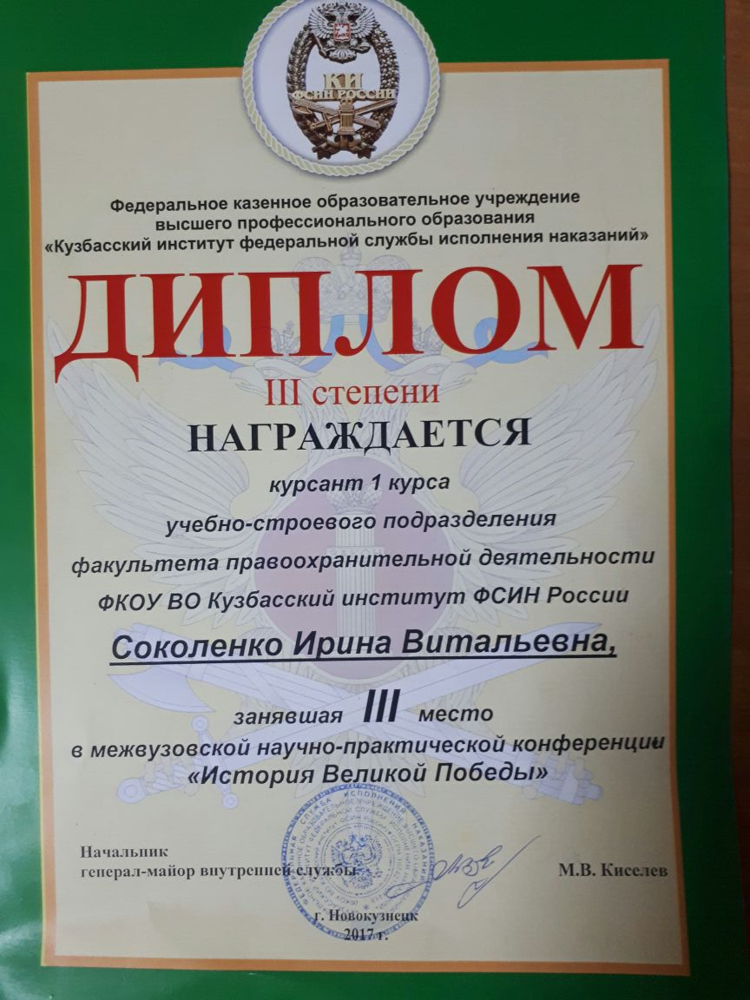 КИ
ФСИН РОССИИ
Федеральное казенное образовательное учреждение
высшего профессионального образования
«Кузбасский институт федеральной службы исполнения наказаний»
ДИПЛОМ
III степени
НАГРАЖДАЕТСЯ
курсант 1 курса
учебно-строевого подразделения
факультета правоохранительной деятельности
ФКОУ ВО Кузбасский институт ФСИН России
Соколенко Ирина Витальевна,
занявшая III место
в межвузовской научно-практической конференции
«История Великой Победы»
Начальник
генерал-майор внутренней службы
М.В. Киселев
г. Новокузнецк
2017 г.